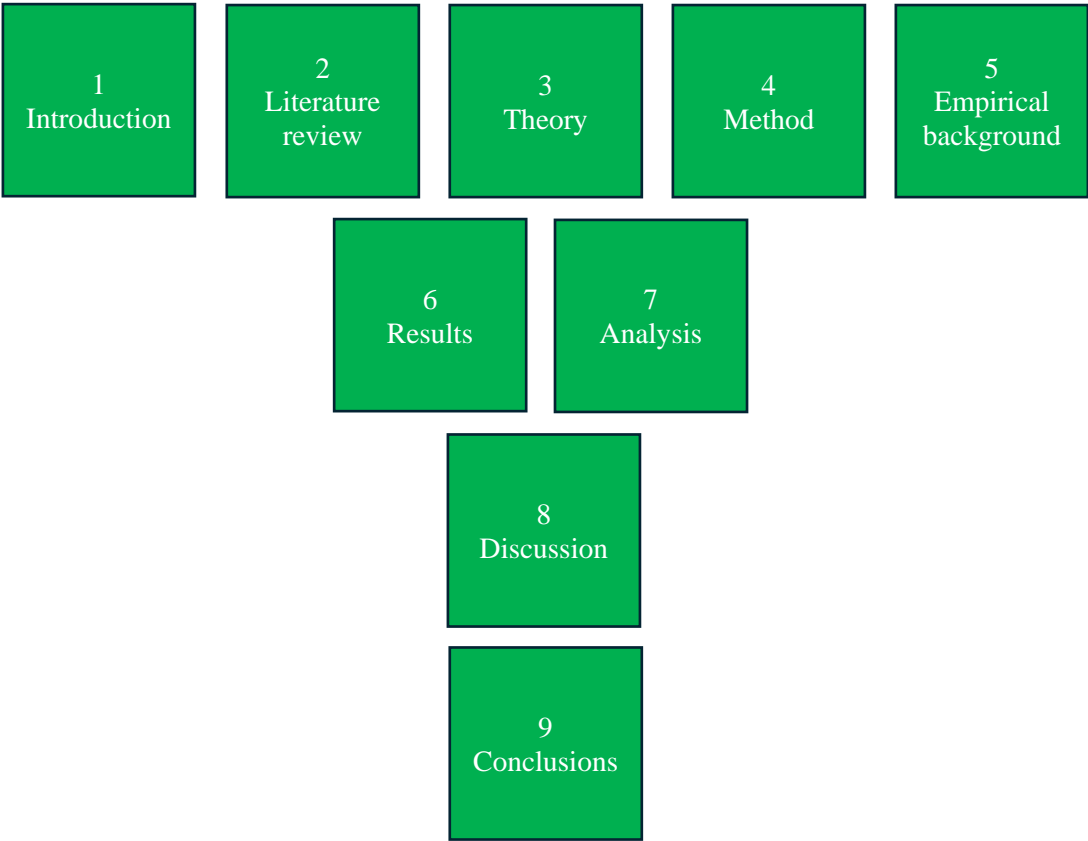 1
Introduction
2
Literature
review
3
Theory
4
Method
5
Empirical
background
6
Results
7
Analysis
8
Discussion
9
Conclusions